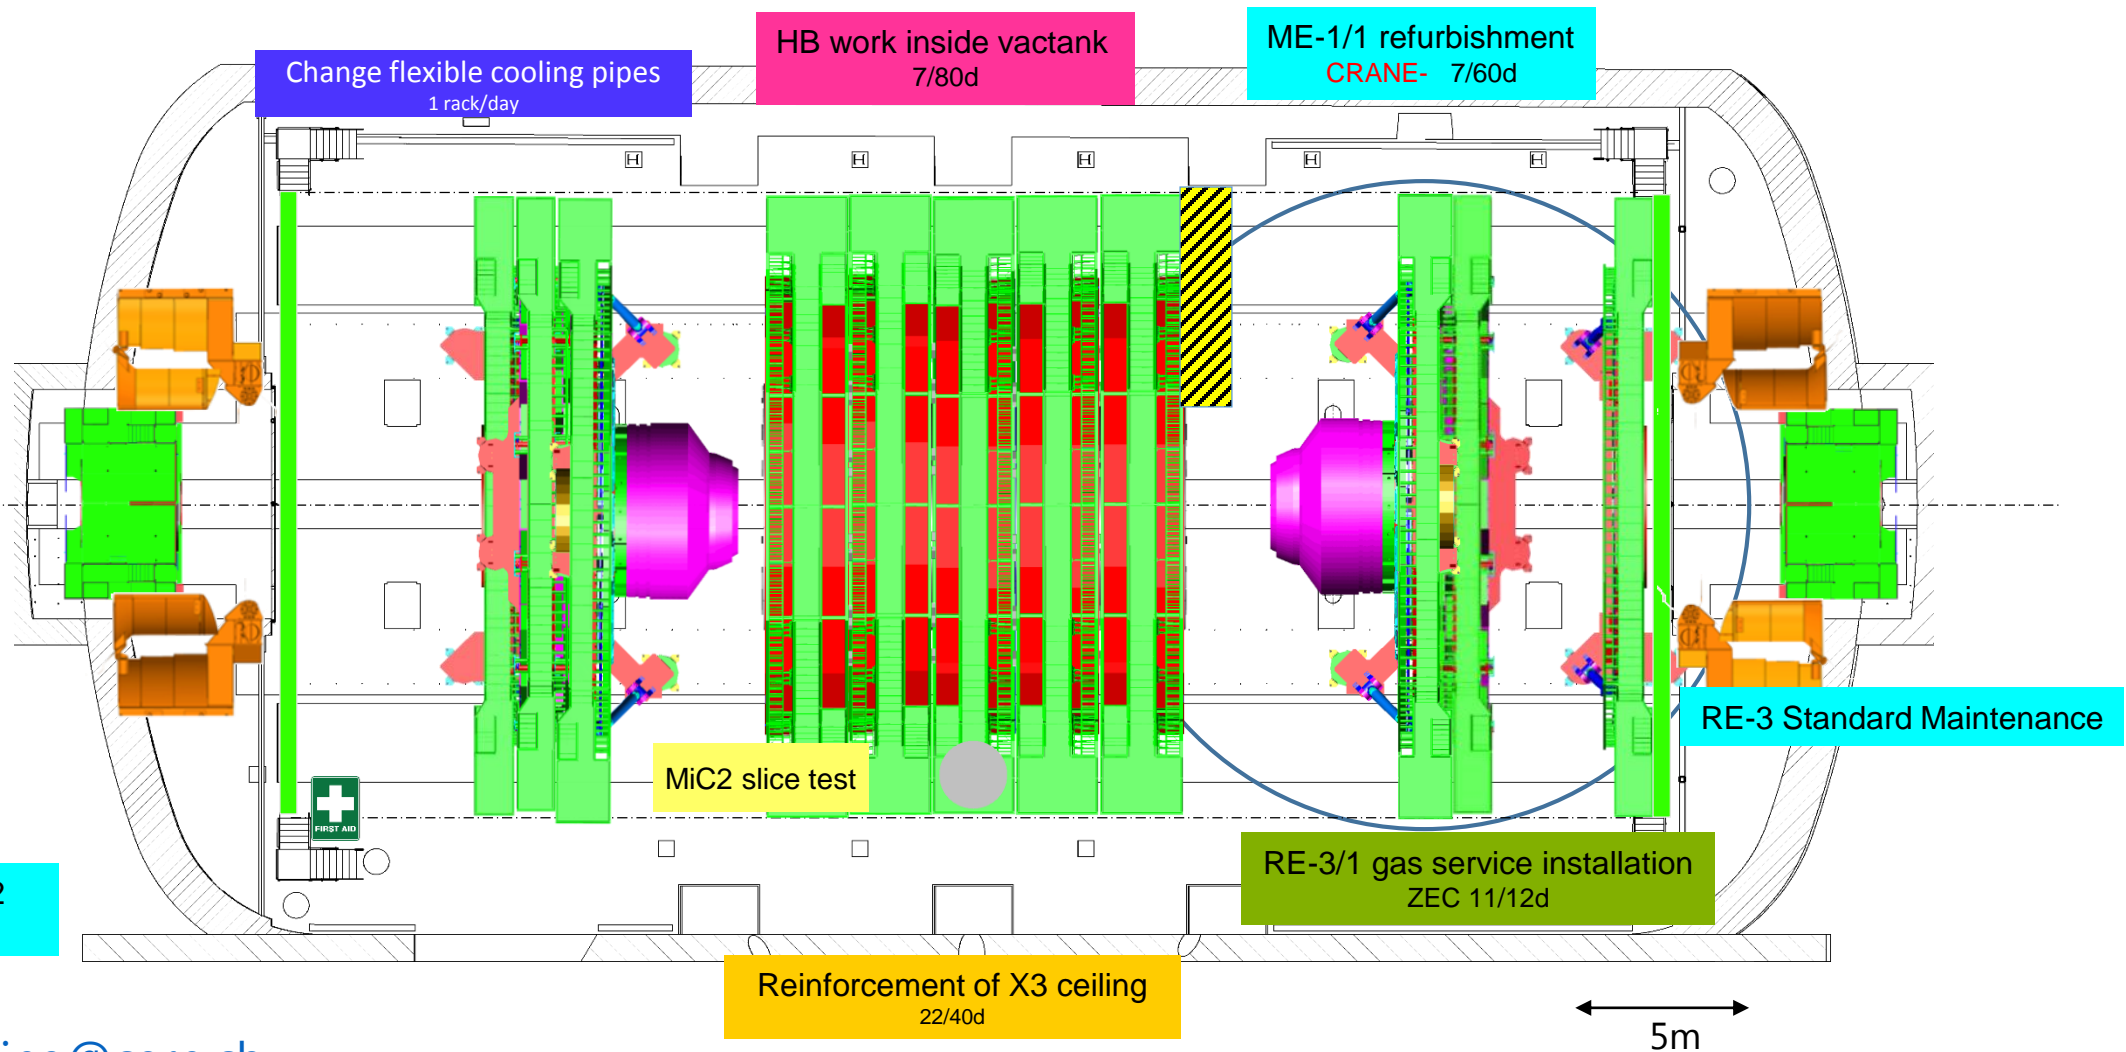 HB work inside vactank
7/80d
ME-1/1 refurbishment
CRANE- 7/60d
Change flexible cooling pipes
1 rack/day
H
H
H
H
H
RE-3 Standard Maintenance
MiC2 slice test
FIRST AID
RE-3/1 gas service installation
ZEC 11/12d
2
Reinforcement of X3 ceiling
22/40d
5m